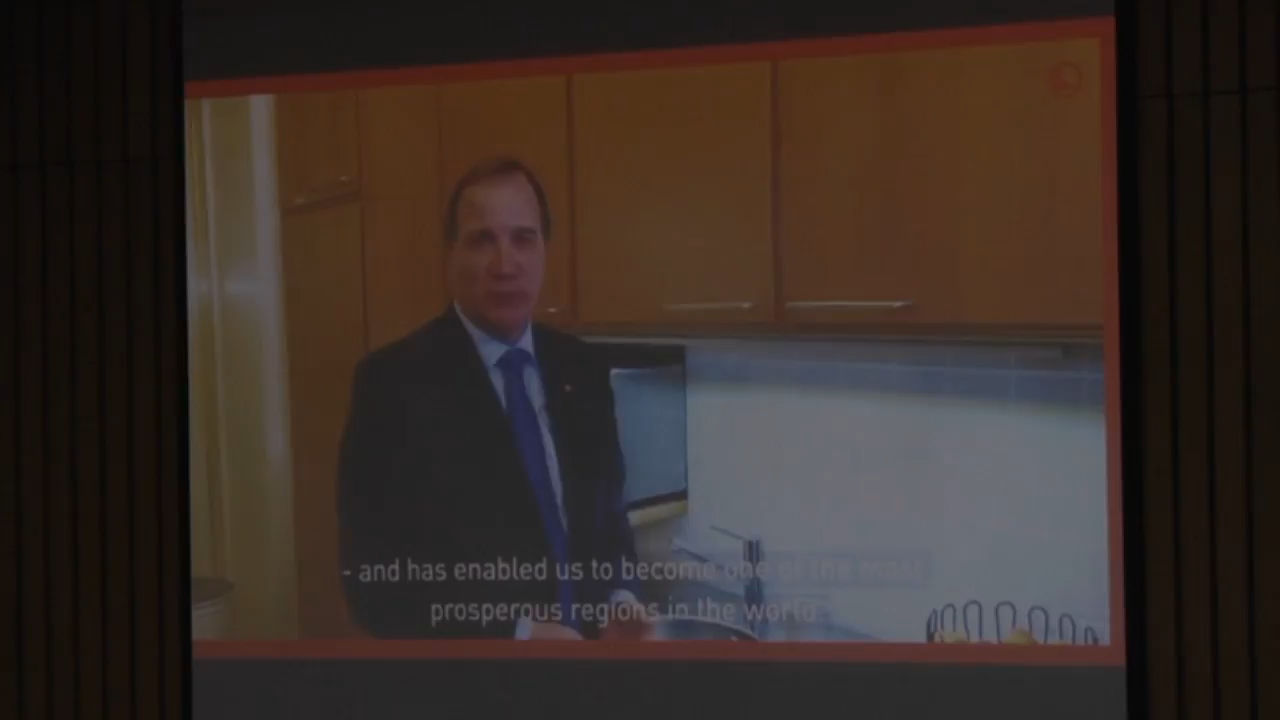 - and has enabled us to become one of the most
prosperous regions in the world